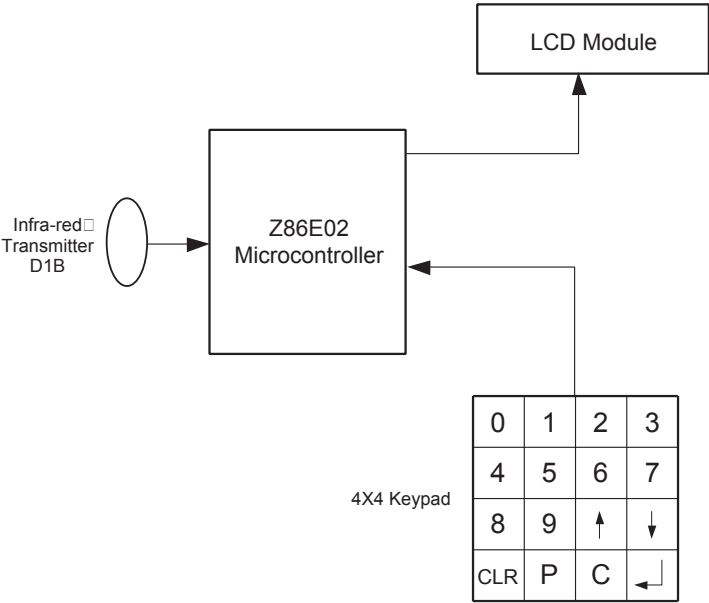 LCD Module
Z86E02
Microcontroller
Infra-red□
Transmitter
D1B
4X4 Keypad
0 1 2 3
4 5 6 7
8 9 ↑ ↓
CLR P C ↵